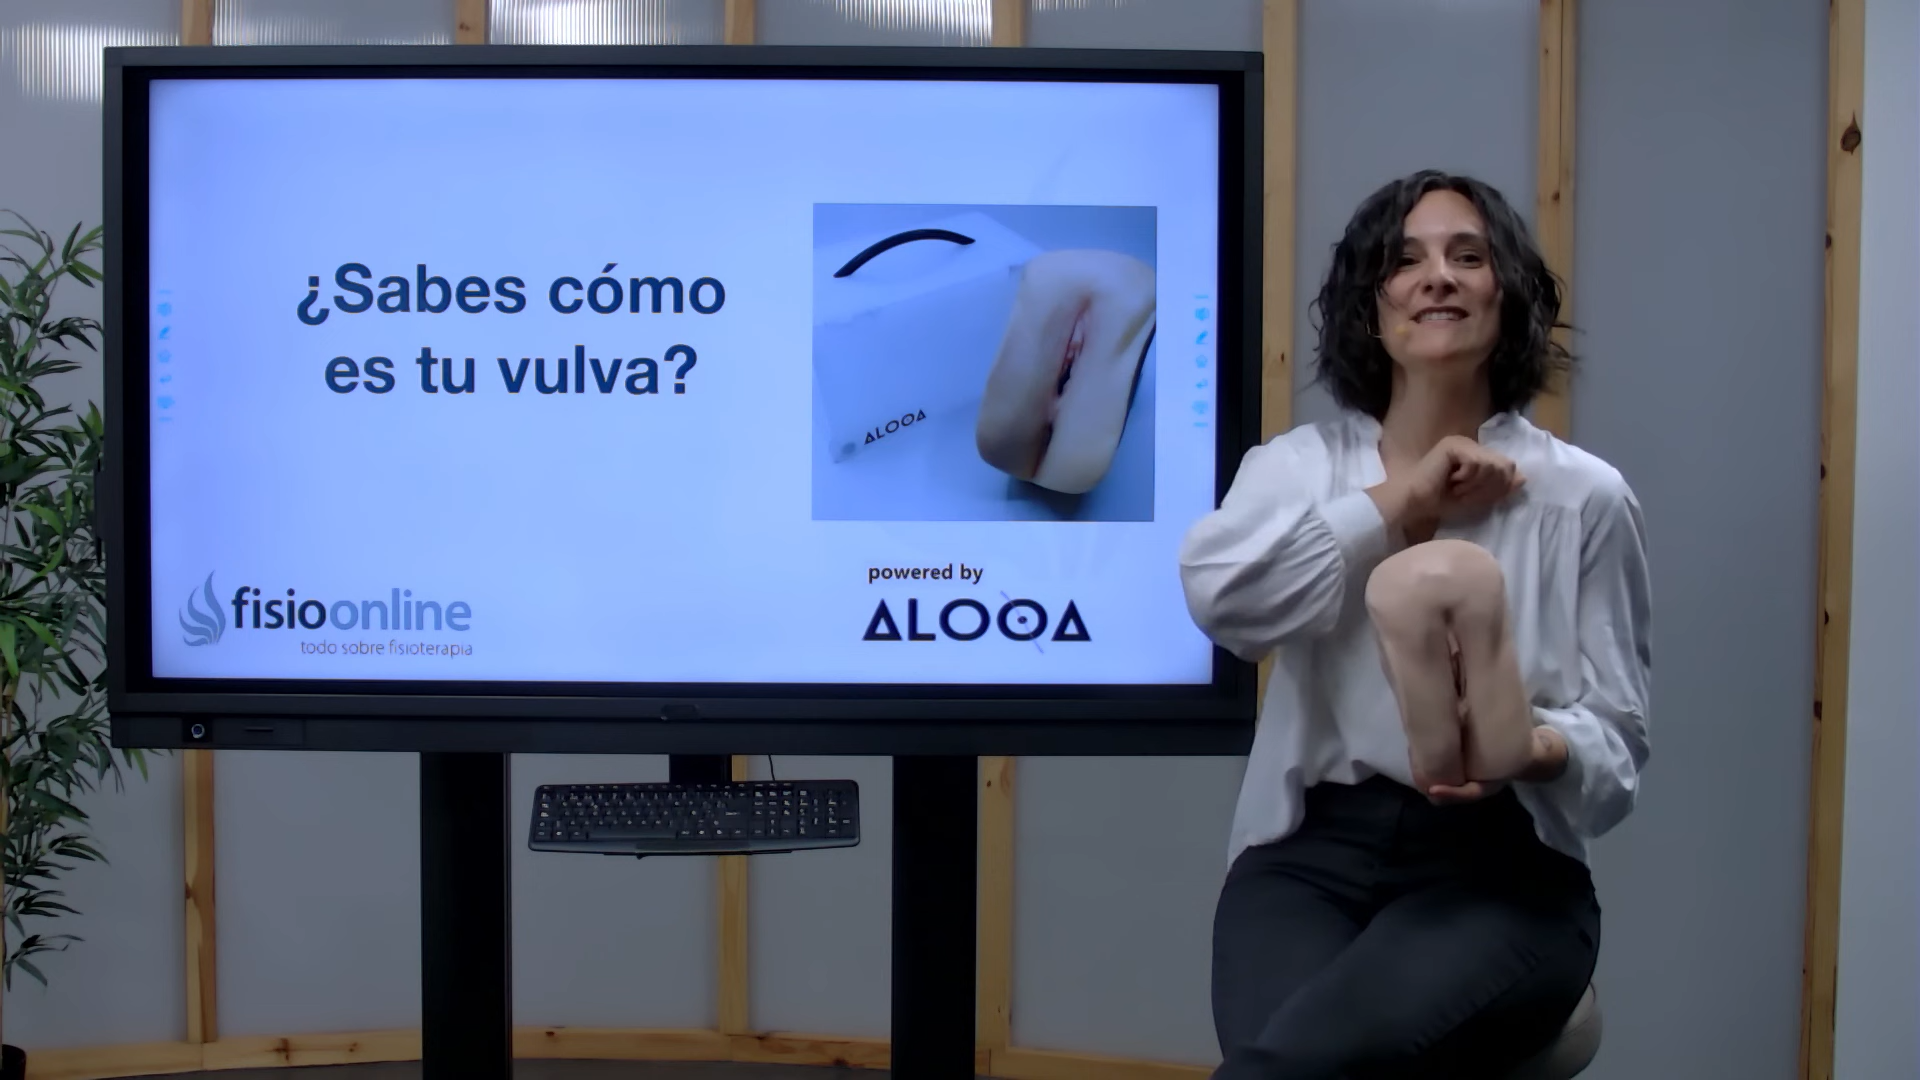 ¿Sabes cómo
es tu vulva?
ALOOA
powered by
ALOOA
fisioonline
todo sobre fisioterapia